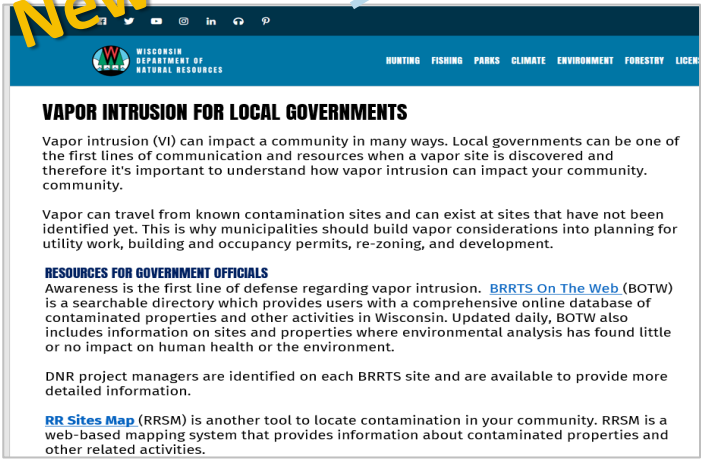 New
WISCONSIN
DEPARTMENT OF
NATURAL RESOURCES
HUNTING FISHING PARKS CLIMATE ENVIRONMENT FORESTRY LICENS
VAPOR INTRUSION FOR LOCAL GOVERNMENTS
Vapor intrusion (VI) can impact a community in many ways. Local governments can be one of
the first lines of communication and resources when a vapor site is discovered and
therefore it's important to understand how vapor intrusion can impact your community.
community.
Vapor can travel from known contamination sites and can exist at sites that have not been
identified yet. This is why municipalities should build vapor considerations into planning for
utility work, building and occupancy permits, re-zoning, and development.
RESOURCES FOR GOVERNMENT OFFICIALS
Awareness is the first line of defense regarding vapor intrusion. BRRTS On The Web (BOTW)
is a searchable directory which provides users with a comprehensive online database of
contaminated properties and other activities in Wisconsin. Updated daily, BOTW also
includes information on sites and properties where environmental analysis has found little
or no impact on human health or the environment.
DNR project managers are identified on each BRRTS site and are available to provide more
detailed information.
RR Sites Map (RRSM) is another tool to locate contamination in your community. RRSM is a
web-based mapping system that provides information about contaminated properties and
other related activities.